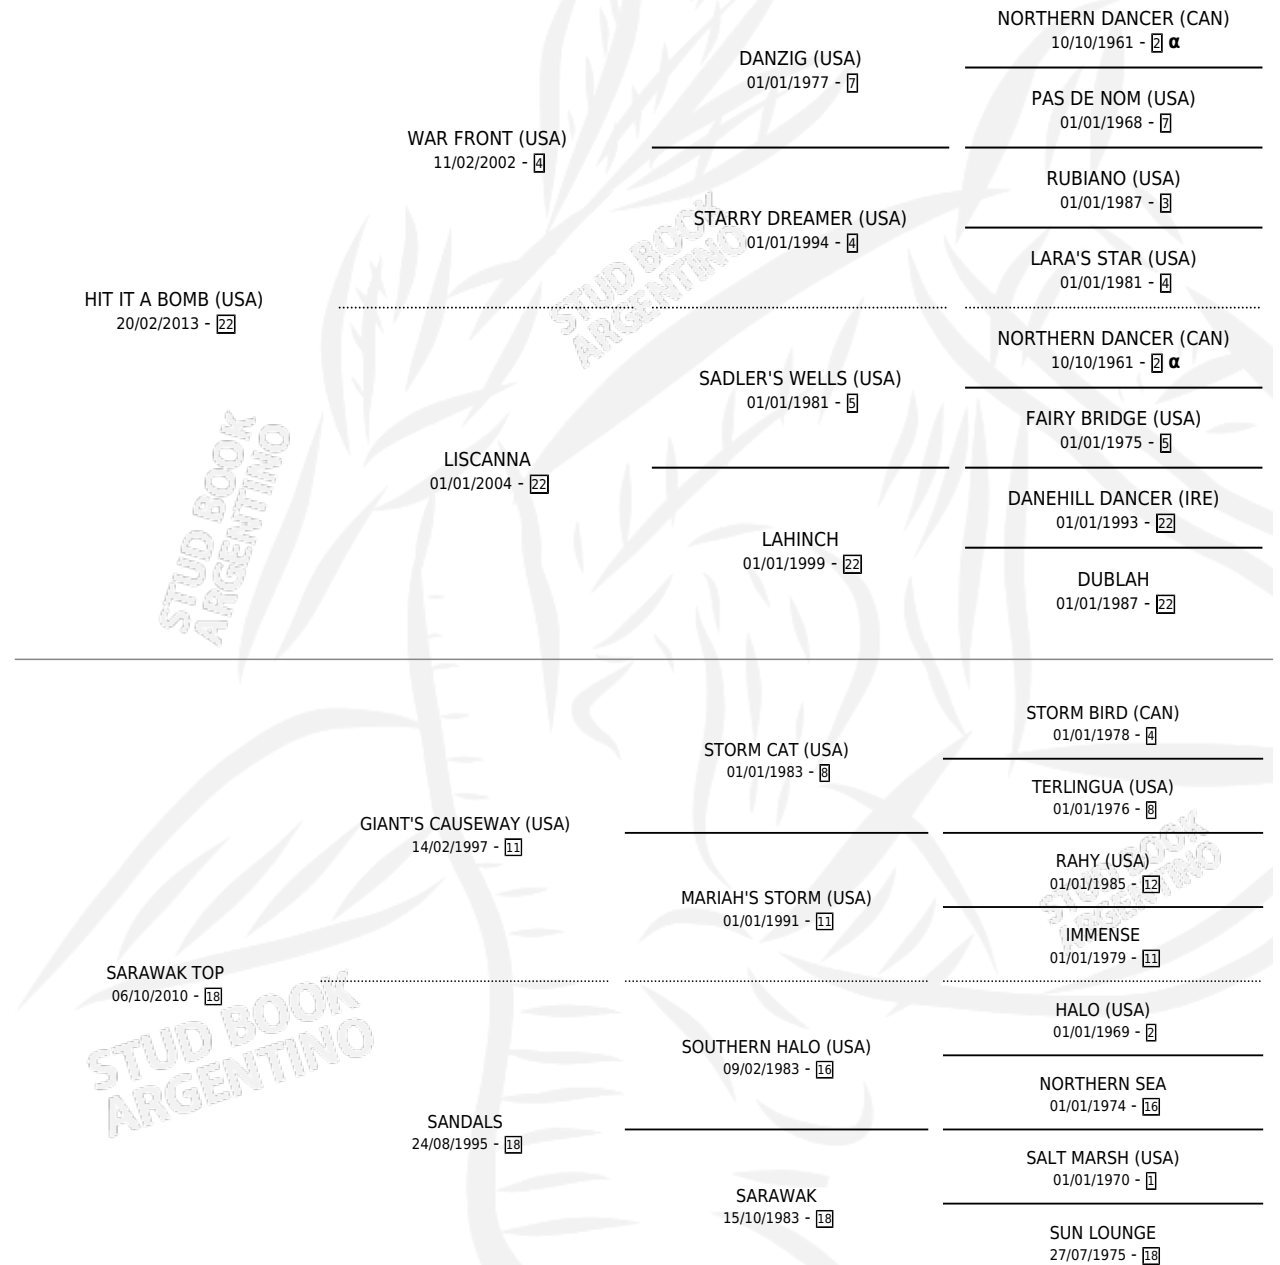 NORTHERN DANCER (CAN)
10/10/1961 - 2 α
DANZIG (USA)
01/01/1977 - 7
PAS DE NOM (USA)
01/01/1968 - 7
WAR FRONT (USA)
11/02/2002 - 4
RUBIANO (USA)
01/01/1987 - 3
STARRY DREAMER (USA)
01/01/1994 - 4
LARA'S STAR (USA)
01/01/1981 - 4
HIT IT A BOMB (USA)
20/02/2013 - 22
NORTHERN DANCER (CAN)
10/10/1961 - 2 α
SADLER'S WELLS (USA)
01/01/1981 - 5
FAIRY BRIDGE (USA)
01/01/1975 - 5
LISCANNA
01/01/2004 - 22
DANEHILL DANCER (IRE)
01/01/1993 - 22
LAHINCH
01/01/1999 - 22
DUBLAH
01/01/1987 - 22
STORM BIRD (CAN)
01/01/1978 - 4
STORM CAT (USA)
01/01/1983 - 8
TERLINGUA (USA)
01/01/1976 - 8
GIANT'S CAUSEWAY (USA)
14/02/1997 - 11
RAHY (USA)
01/01/1985 - 12
MARIAH'S STORM (USA)
01/01/1991 - 11
IMMENSE
01/01/1979 - 11
SARAWAK TOP
06/10/2010 - 18
HALO (USA)
01/01/1969 - 2
SOUTHERN HALO (USA)
09/02/1983 - 16
NORTHERN SEA
01/01/1974 - 16
SANDALS
24/08/1995 - 18
SALT MARSH (USA)
01/01/1970 - 1
SARAWAK
15/10/1983 - 18
SUN LOUNGE
27/07/1975 - 18
STUD BOOK
ARGENTINO
STUD BOOK
ARGENTINO
STUD BOOK
ARGENTINO
STUD BOOK
ARGENTINO